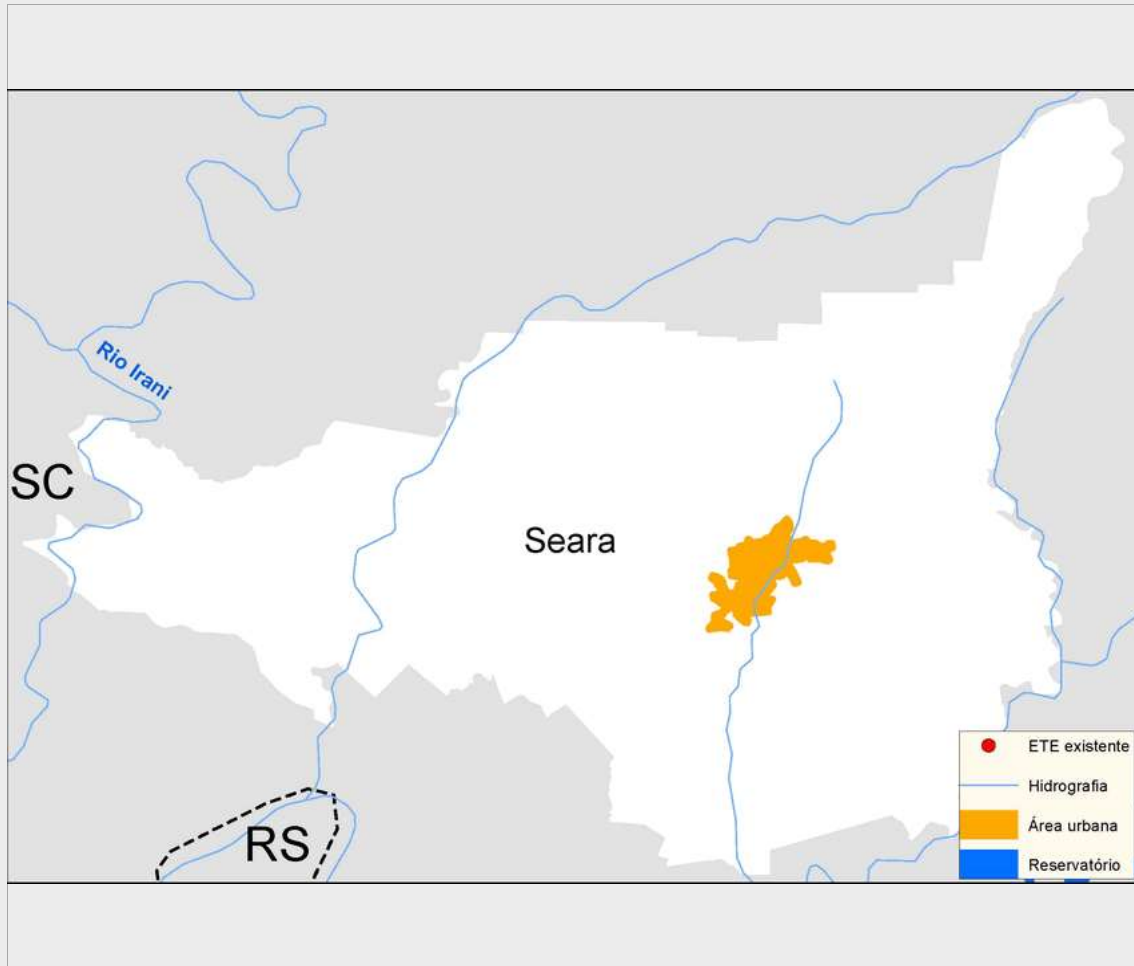 Rio Irani
SC
Seara
RS
ETE existente
Hidrografia
Área urbana
Reservatório